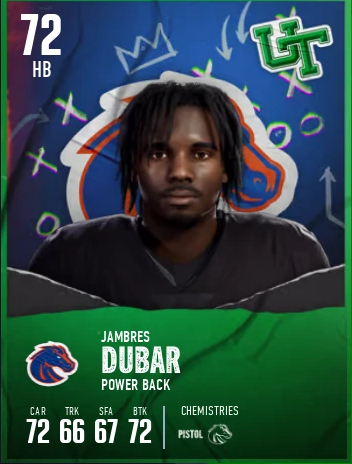 72
HB
UT
JAMBRES
DUBAR
POWER BACK
CAR TRK SFA BTK
72 66 67 72
CHEMISTRIES
PISTOL